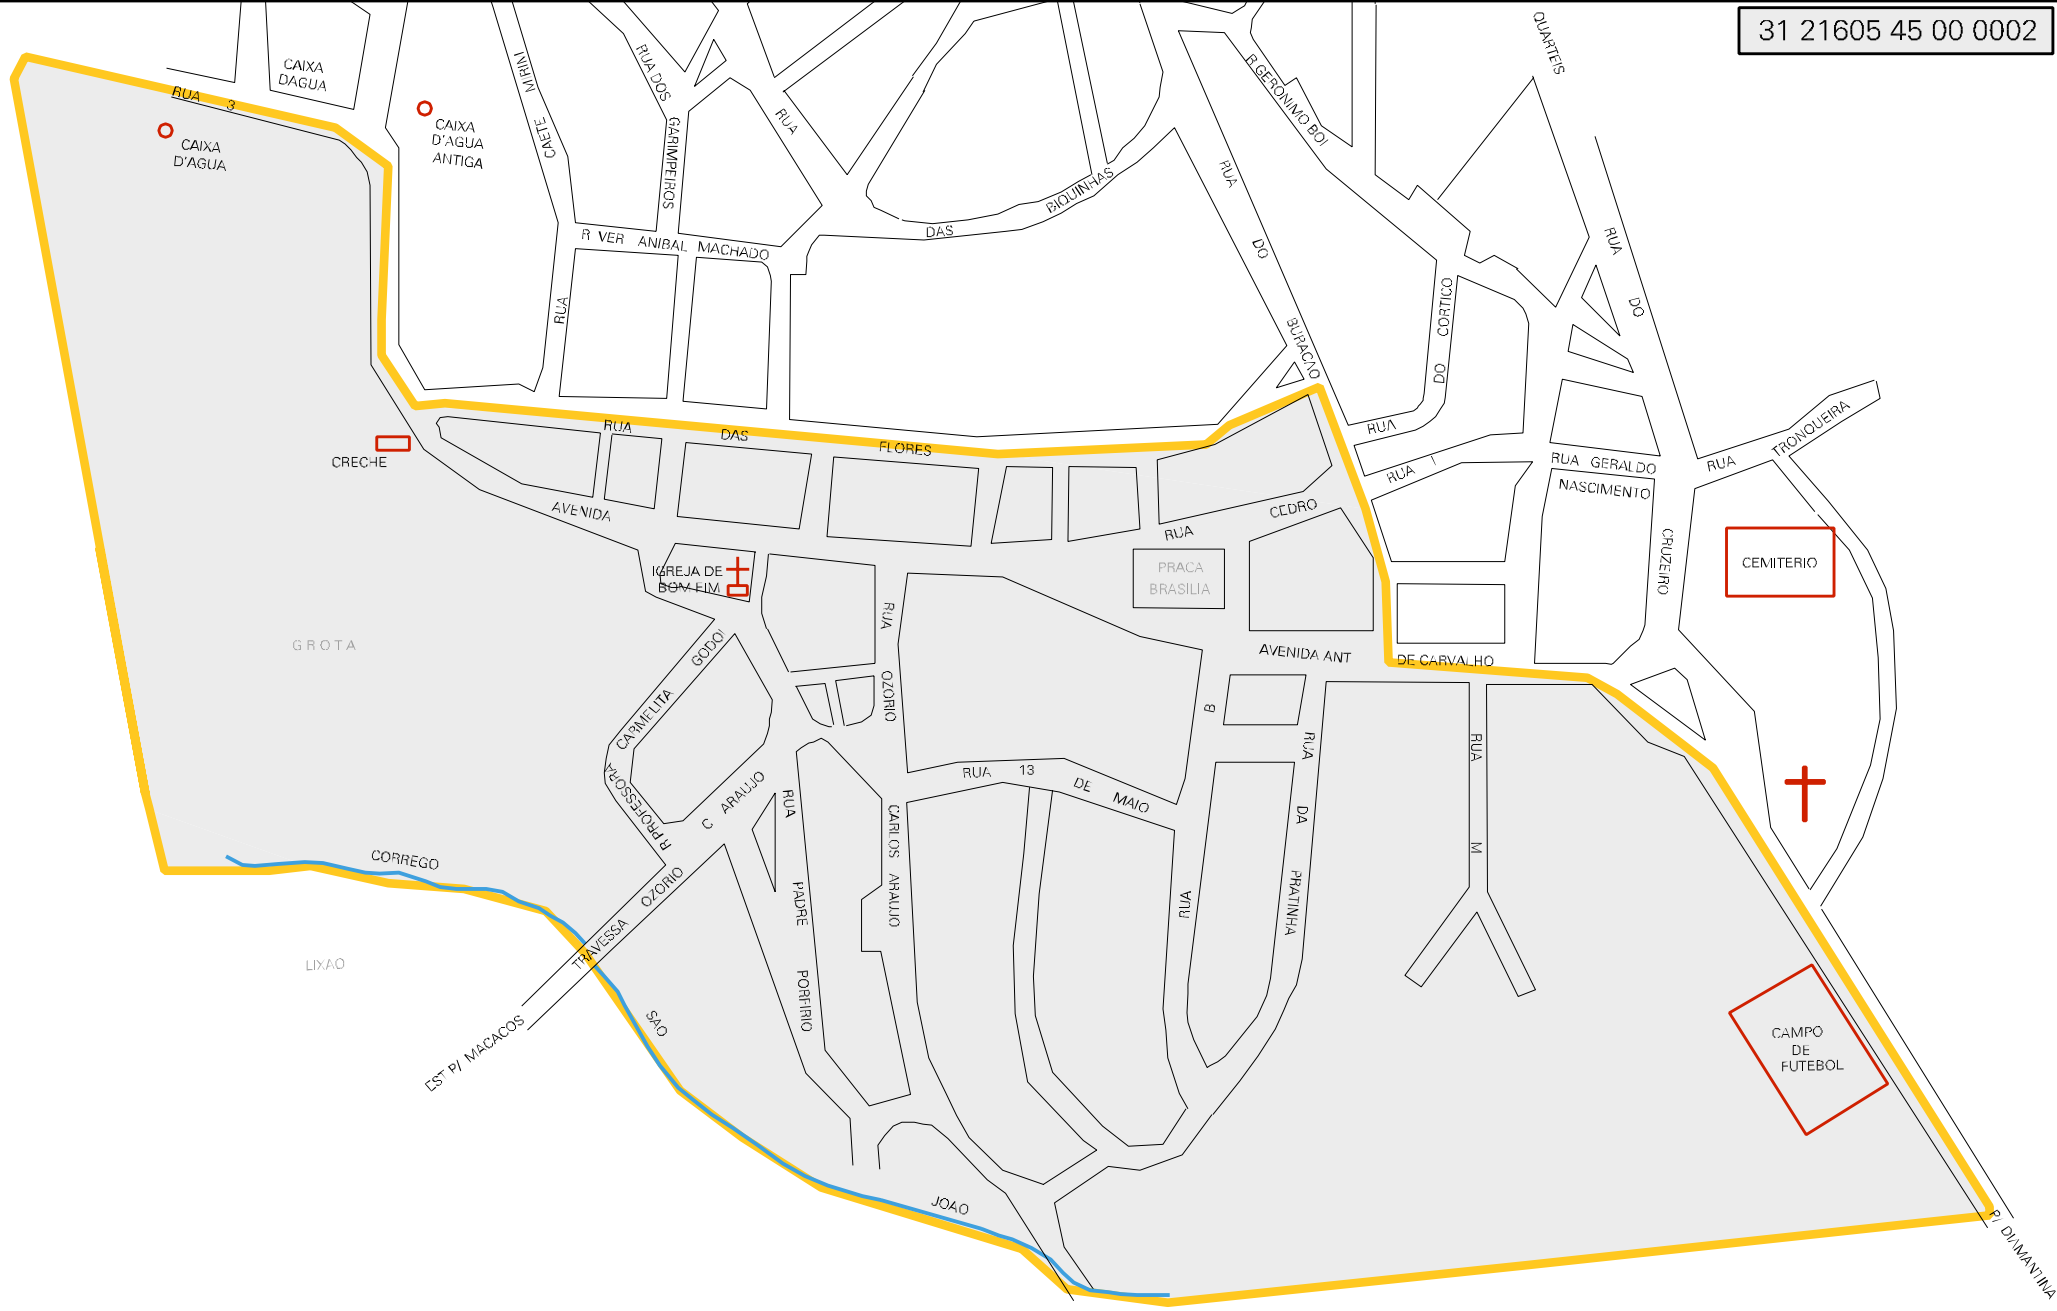 31 21605 45 00 0002
QUARTEIS
CAIXA
DAGUA
RUA 3
CAIXA
D'AGUA
CAIXA
D'AGUA
ANTIGA
RUA CAETE MIRIM
RUA DOS GARIMPEIROS
RUA
R VER ANIBAL MACHADO
DAS BIQUINHAS
RUA DO BURACAO
R GERONIMO BOI
RUA DO CORTICO
RUA DO CRUZEIRO
RUA I
RUA GERALDO
NASCIMENTO
RUA TRONQUEIRA
CEMITERIO
RUA DAS FLORES
CRECHE
AVENIDA
RUA CEDRO
PRACA
BRASILIA
IGREJA DE
BOM FIM
GROTA
AVENIDA ANT DE CARVALHO
RUA OZORIO
R PROFESSORA CARMELITA GODOI
C ARAUJO
RUA 13 DE MAIO
RUA B
RUA DA PRATINHA
RUA M
RUA PADRE PORFIRIO
CARLOS ARAUJO
TRAVESSA OZORIO
CORREGO SAO JOAO
LIXAO
EST P/ MACACOS
CAMPO
DE
FUTEBOL
P/ DIAMANTINA